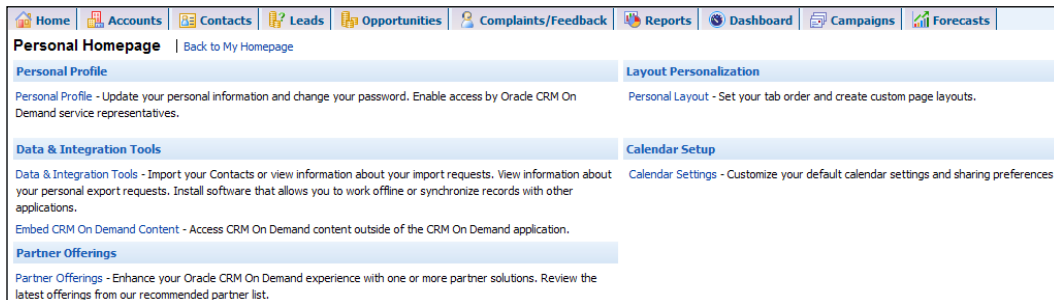 Home Accounts Contacts Leads Opportunities Complaints/Feedback Reports Dashboard Campaigns Forecasts
Personal Homepage | Back to My Homepage
Personal Profile
Personal Profile - Update your personal information and change your password. Enable access by Oracle CRM On
Demand service representatives.
Layout Personalization
Personal Layout - Set your tab order and create custom page layouts.
Data & Integration Tools
Data & Integration Tools - Import your Contacts or view information about your import requests. View information about
your personal export requests. Install software that allows you to work offline or synchronize records with other
applications.
Embed CRM On Demand Content - Access CRM On Demand content outside of the CRM On Demand application.
Calendar Setup
Calendar Settings - Customize your default calendar settings and sharing preferences
Partner Offerings
Partner Offerings - Enhance your Oracle CRM On Demand experience with one or more partner solutions. Review the
latest offerings from our recommended partner list.